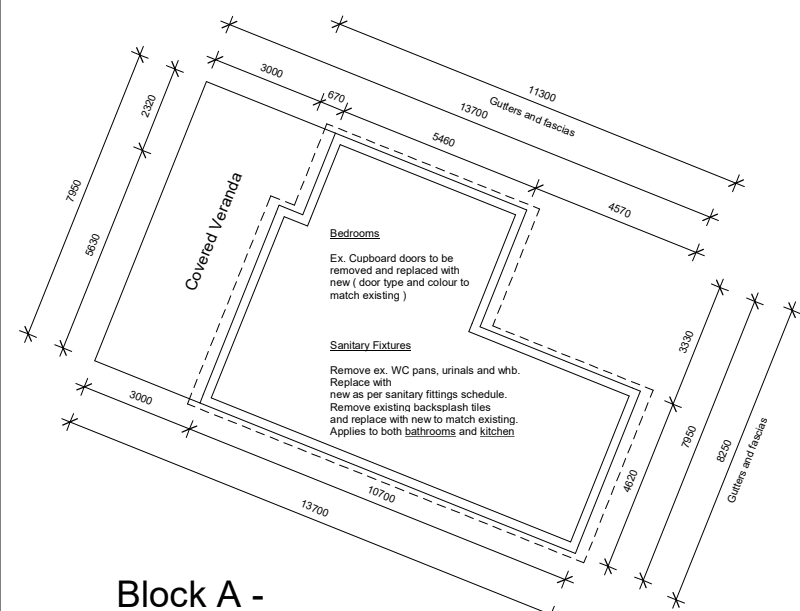 11300
Gutters and fascias
13700
3000
670
5460
4570
2320
7950
5630
Covered Veranda
Bedrooms
Ex. Cupboard doors to be
removed and replaced with
new ( door type and colour to
match existing )
Sanitary Fixtures
Remove ex. WC pans, urinals and whb.
Replace with
new as per sanitary fittings schedule.
Remove existing backsplash tiles
and replace with new to match existing.
Applies to both bathrooms and kitchen
3330
7950
8250
Gutters and fascias
4620
3000
10700
13700
Block A -